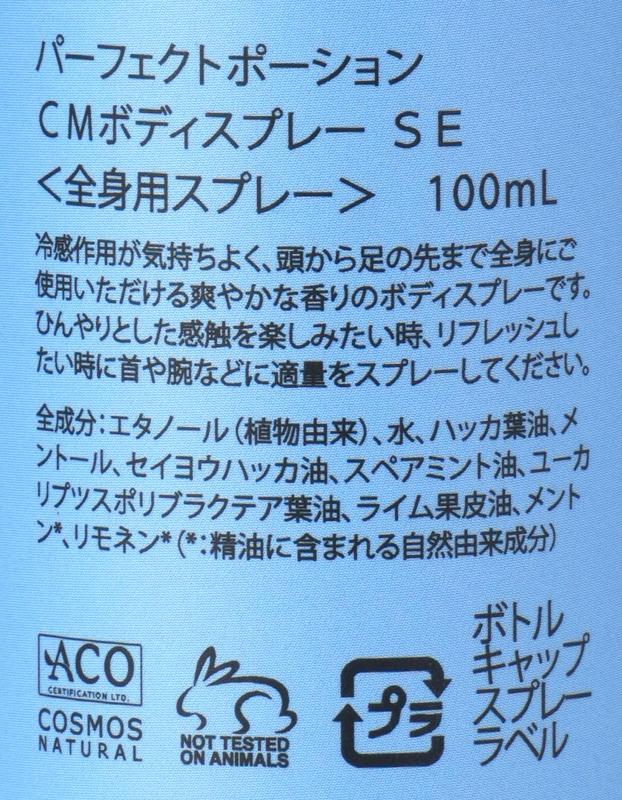 パーフェクトポーション
CMボディスプレー SE
＜全身用スプレー＞ 100mL
冷感作用が気持ちよく、頭から足の先まで全身にご
使用いただける爽やかな香りのボディスプレーです。
ひんやりとした感触を楽しみたい時、リフレッシュし
たい時に首や腕などに適量をスプレーしてください。
全成分：エタノール（植物由来）、水、ハッカ葉油、メ
ントール、セイヨウハッカ油、スペアミント油、ユーカ
リプツスポリブラクテア葉油、ライム果皮油、メント
ン*、リモネン*（*：精油に含まれる自然由来成分）
ACO
CERTIFICATION LTD.
COSMOS
NATURAL
NOT TESTED
ON ANIMALS
プラ
ボトル
キャップ
スプレー
ラベル